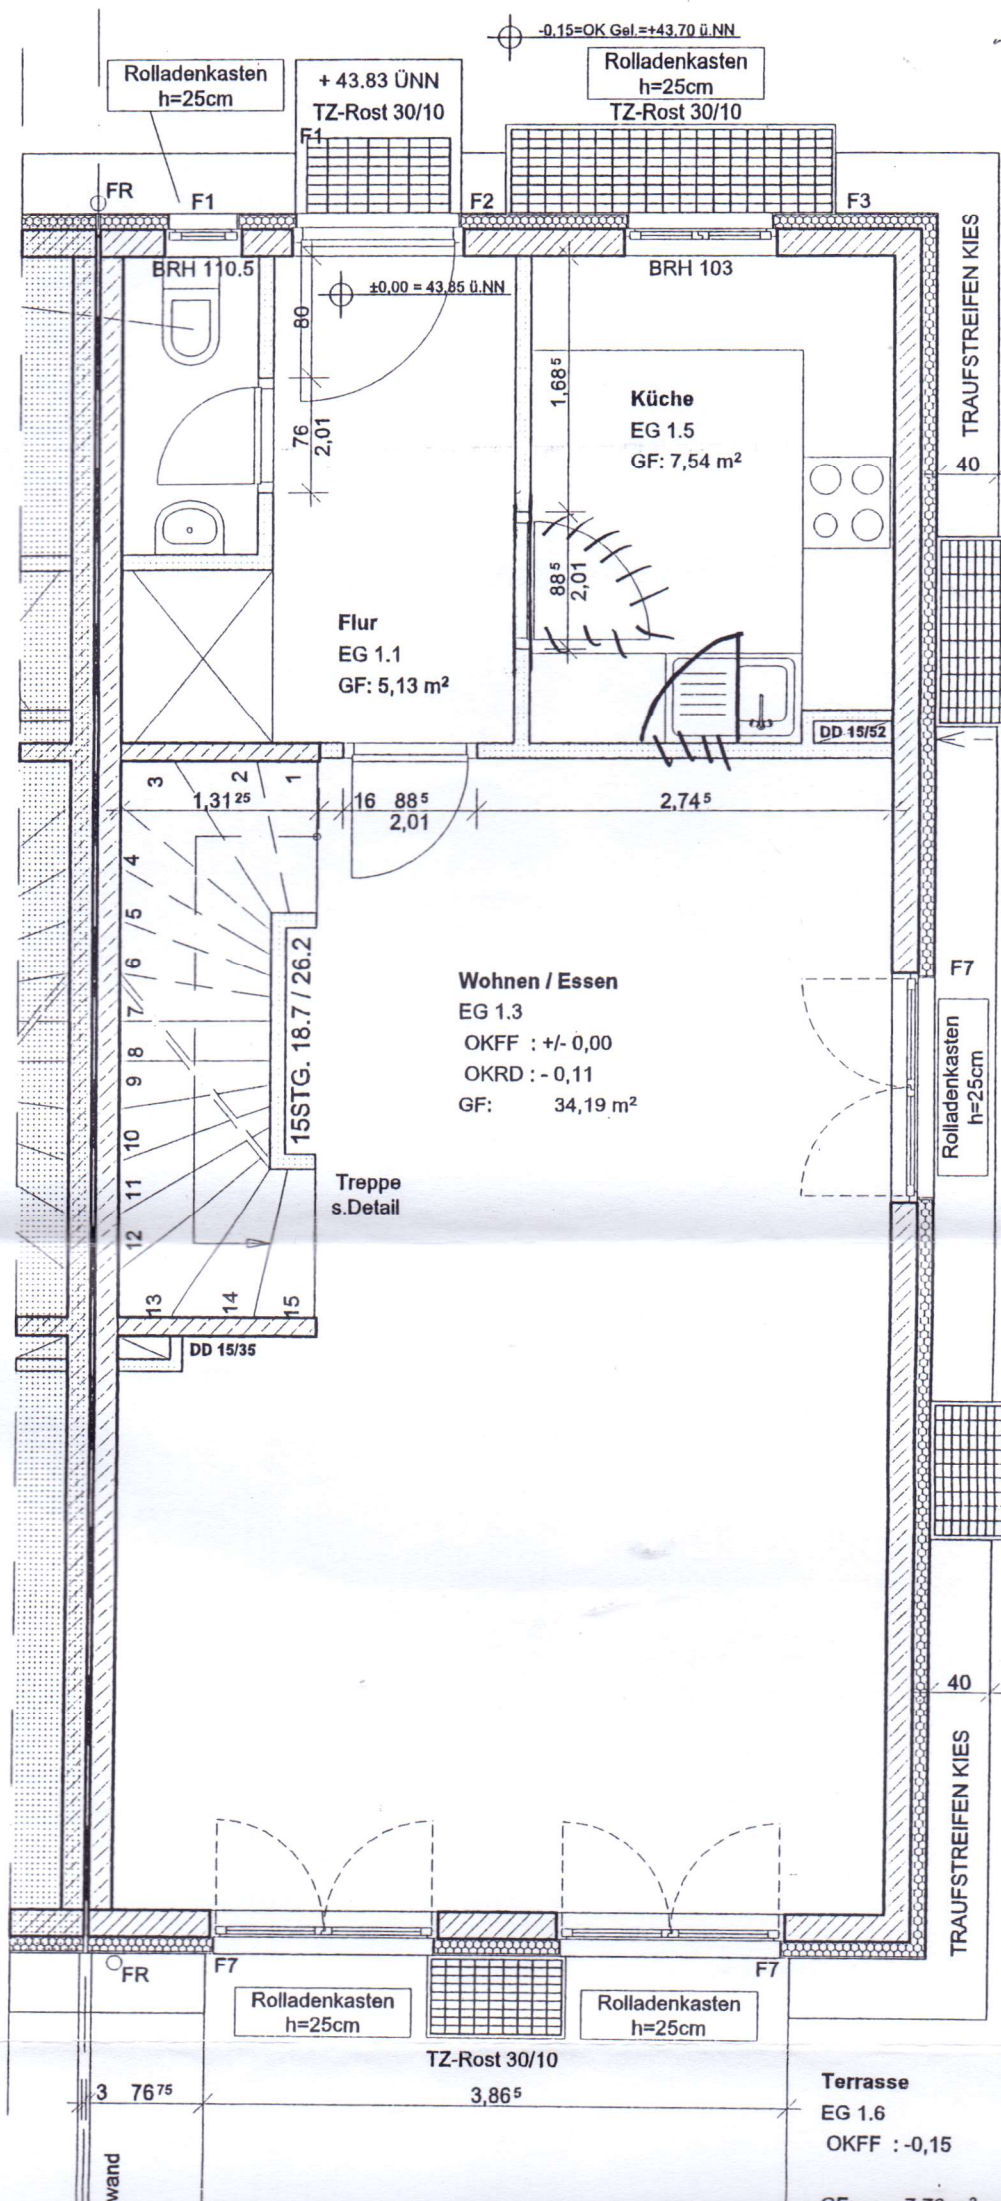 -0.15=OK Gel.=+43.70 ü.NN
Rolladenkasten
h=25cm
+ 43.83 ÜNN
TZ-Rost 30/10
Rolladenkasten
h=25cm
TZ-Rost 30/10
F1
FR
F1
F2
F3
BRH 110.5
BRH 103
±0,00 = 43,85 ü.NN
TRAUFSTREIFEN KIES
40
80
76
2,01
1,68⁵
88⁵
2,01
Küche
EG 1.5
GF: 7,54 m²
Flur
EG 1.1
GF: 5,13 m²
DD 15/52
1,31²⁵
16
88⁵
2,01
2,74⁵
1
2
3
4
5
6
7
8
9
10
11
12
13
14
15
15STG. 18.7 / 26.2
Wohnen / Essen
EG 1.3
OKFF : +/- 0,00
OKRD : - 0,11
GF: 34,19 m²
F7
Rolladenkasten
h=25cm
Treppe
s.Detail
DD 15/35
40
TRAUFSTREIFEN KIES
FR
F7
F7
Rolladenkasten
h=25cm
Rolladenkasten
h=25cm
TZ-Rost 30/10
3
76⁷⁵
3,86⁵
Terrasse
EG 1.6
OKFF : -0,15
wand